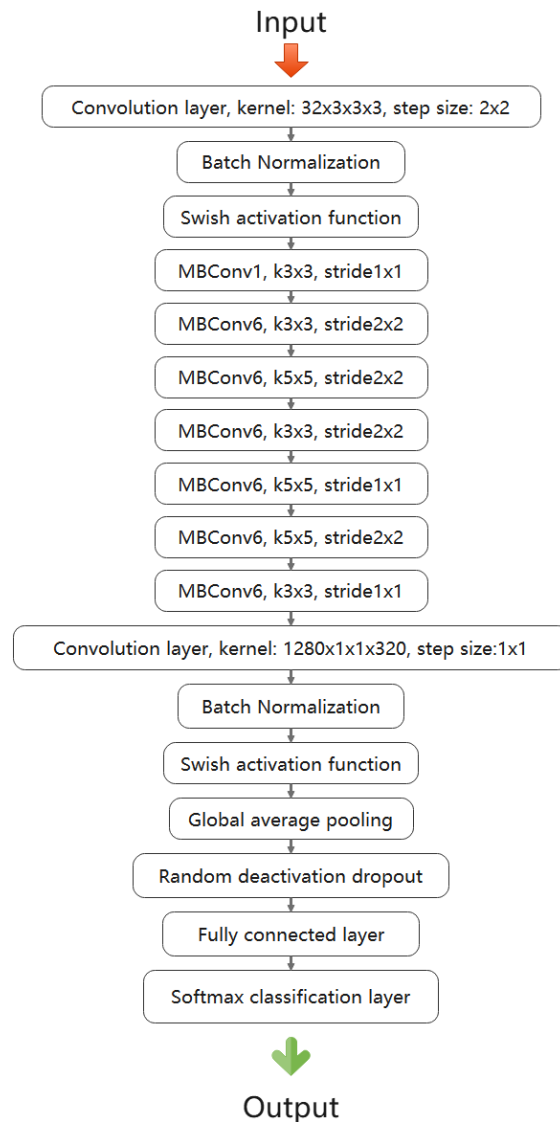 Input
Convolution layer, kernel: 32x3x3x3, step size: 2x2
Batch Normalization
Swish activation function
MBConv1, k3x3, stride1x1
MBConv6, k3x3, stride2x2
MBConv6, k5x5, stride2x2
MBConv6, k3x3, stride2x2
MBConv6, k5x5, stride1x1
MBConv6, k5x5, stride2x2
MBConv6, k3x3, stride1x1
Convolution layer, kernel: 1280x1x1x320, step size:1x1
Batch Normalization
Swish activation function
Global average pooling
Random deactivation dropout
Fully connected layer
Softmax classification layer
Output